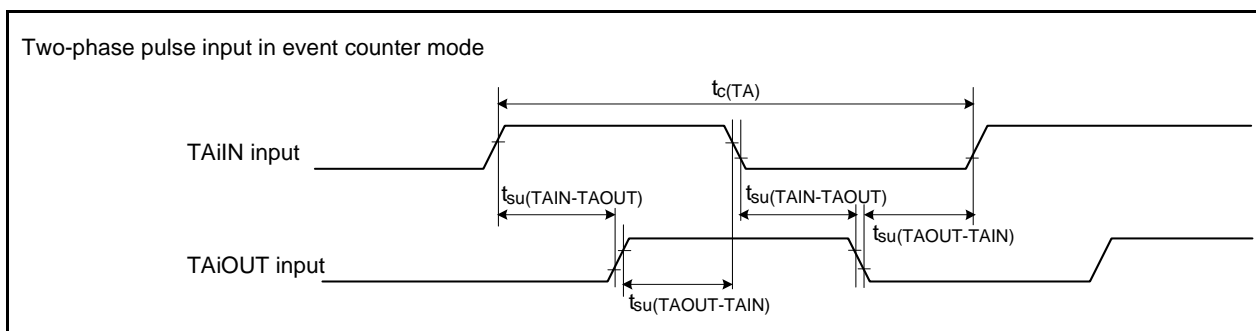 Two-phase pulse input in event counter mode
tc(TA)
TAiIN input
tsu(TAIN-TAOUT)
tsu(TAIN-TAOUT)
tsu(TAOUT-TAIN)
TAiOUT input
tsu(TAOUT-TAIN)